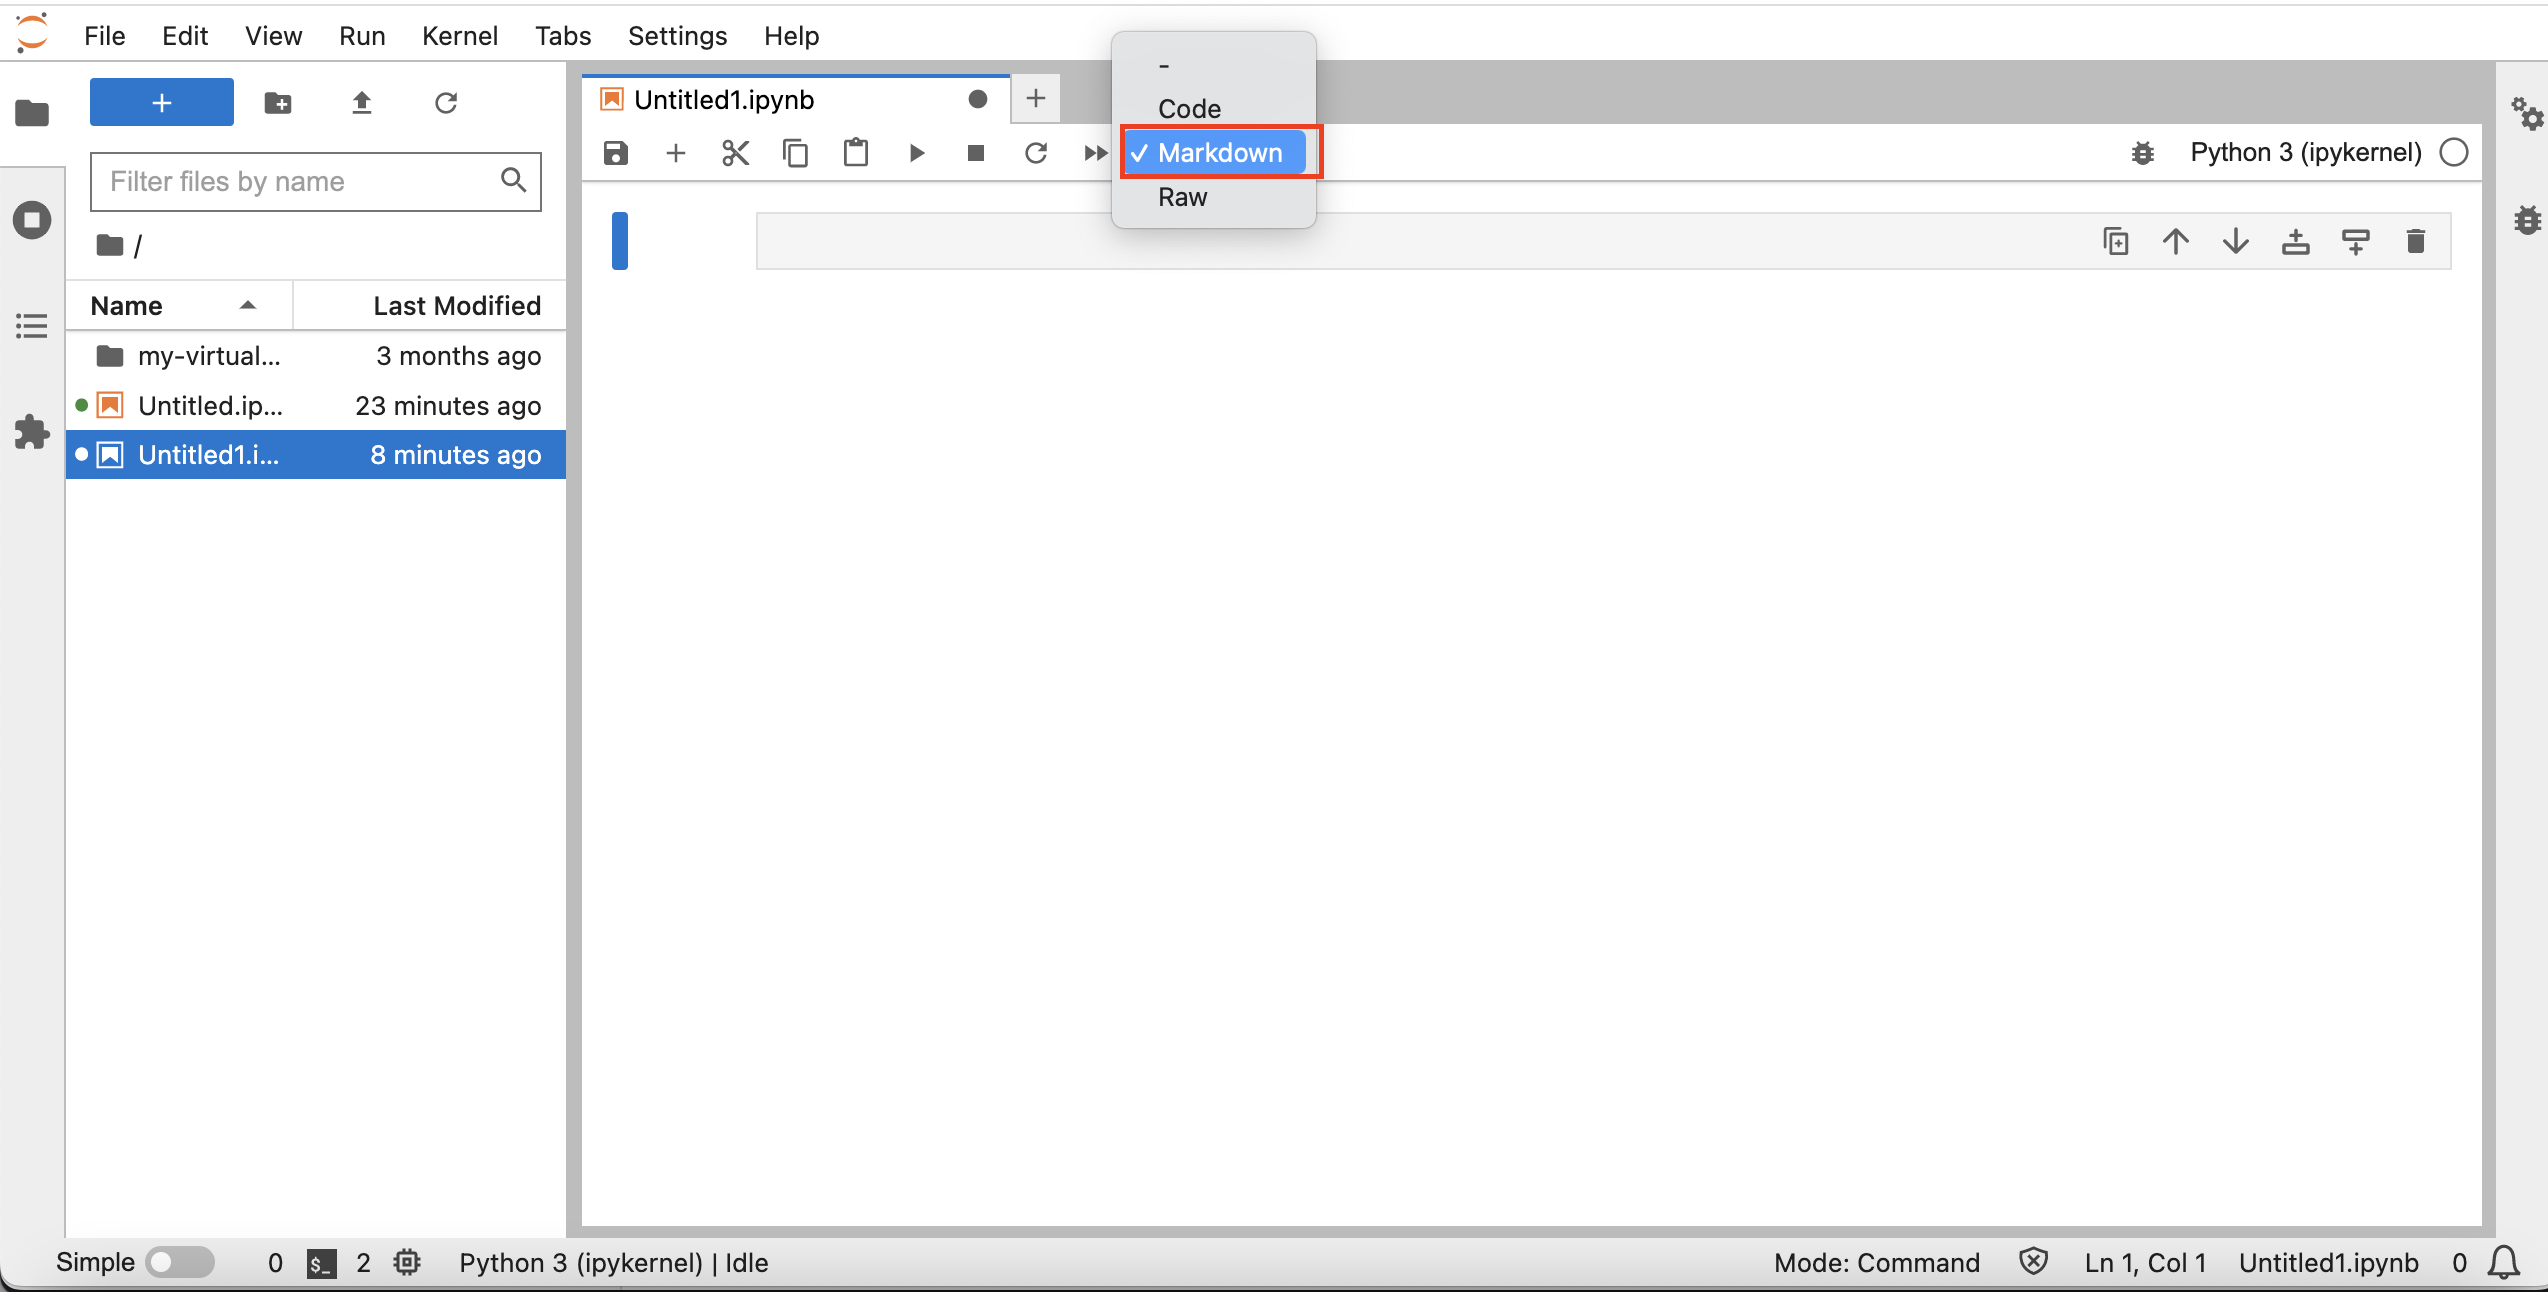 File Edit View Run Kernel Tabs Settings Help
-
Code
✓ Markdown
Raw
+
Filter files by name
/
Name Last Modified
my-virtual... 3 months ago
Untitled.ip... 23 minutes ago
Untitled1.i... 8 minutes ago
Untitled1.ipynb
Python 3 (ipykernel)
Simple 0 $_ 2 Python 3 (ipykernel) | Idle Mode: Command Ln 1, Col 1 Untitled1.ipynb 0